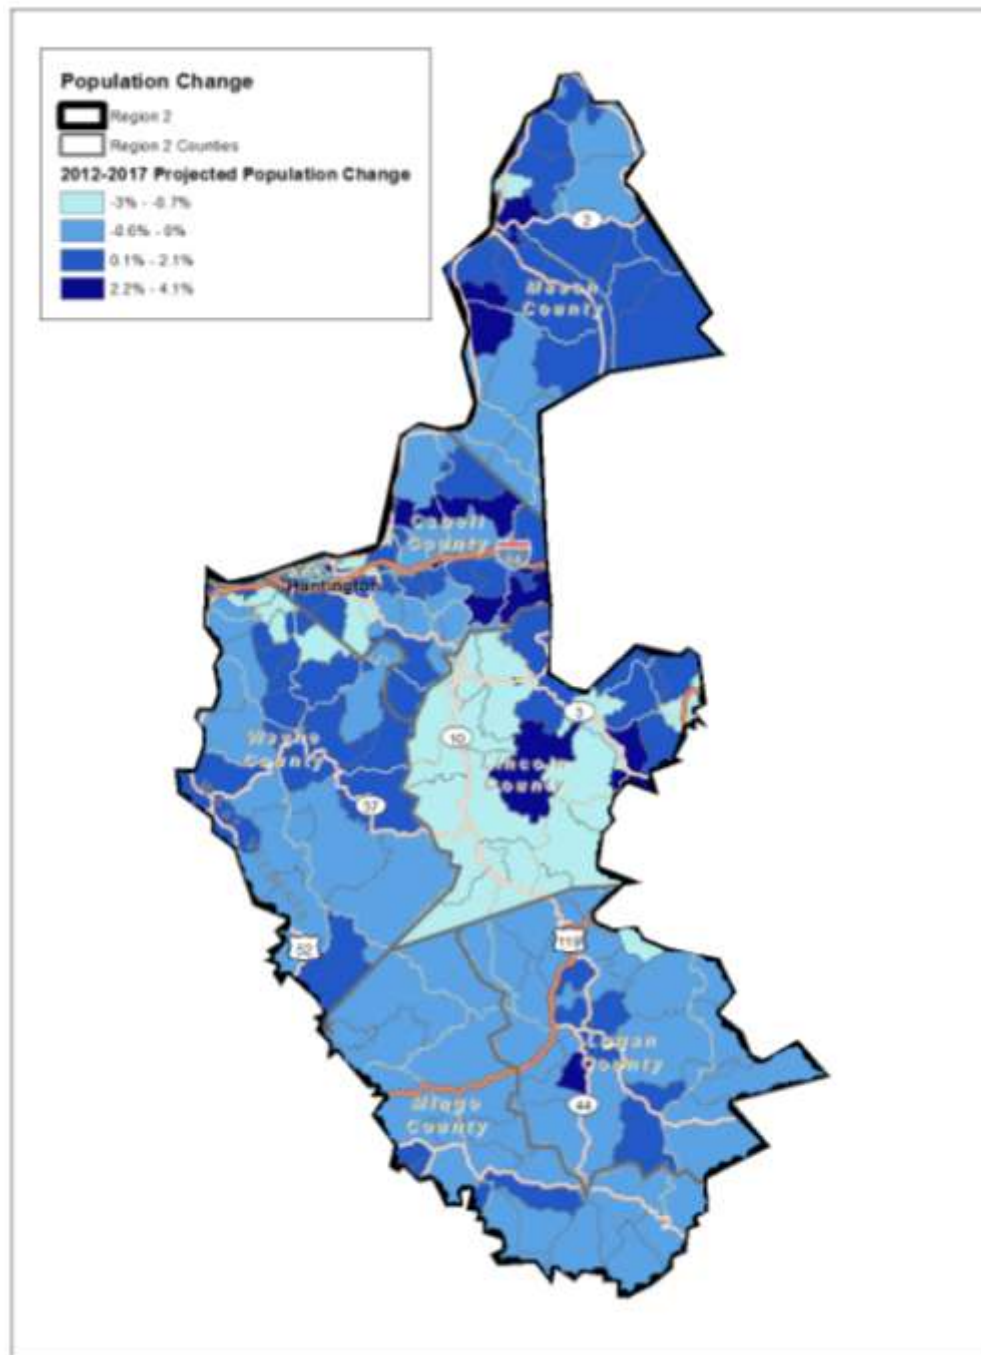 Population Change
Region 2
Region 2 Counties
2012-2017 Projected Population Change
-3% - -0.7%
-0.6% - 0%
0.1% - 2.1%
2.2% - 4.1%
2
Mason
County
Cabell
County
Huntington
3
10
Wayne
County
Lincoln
County
37
52
119
Logan
County
44
Mingo
County